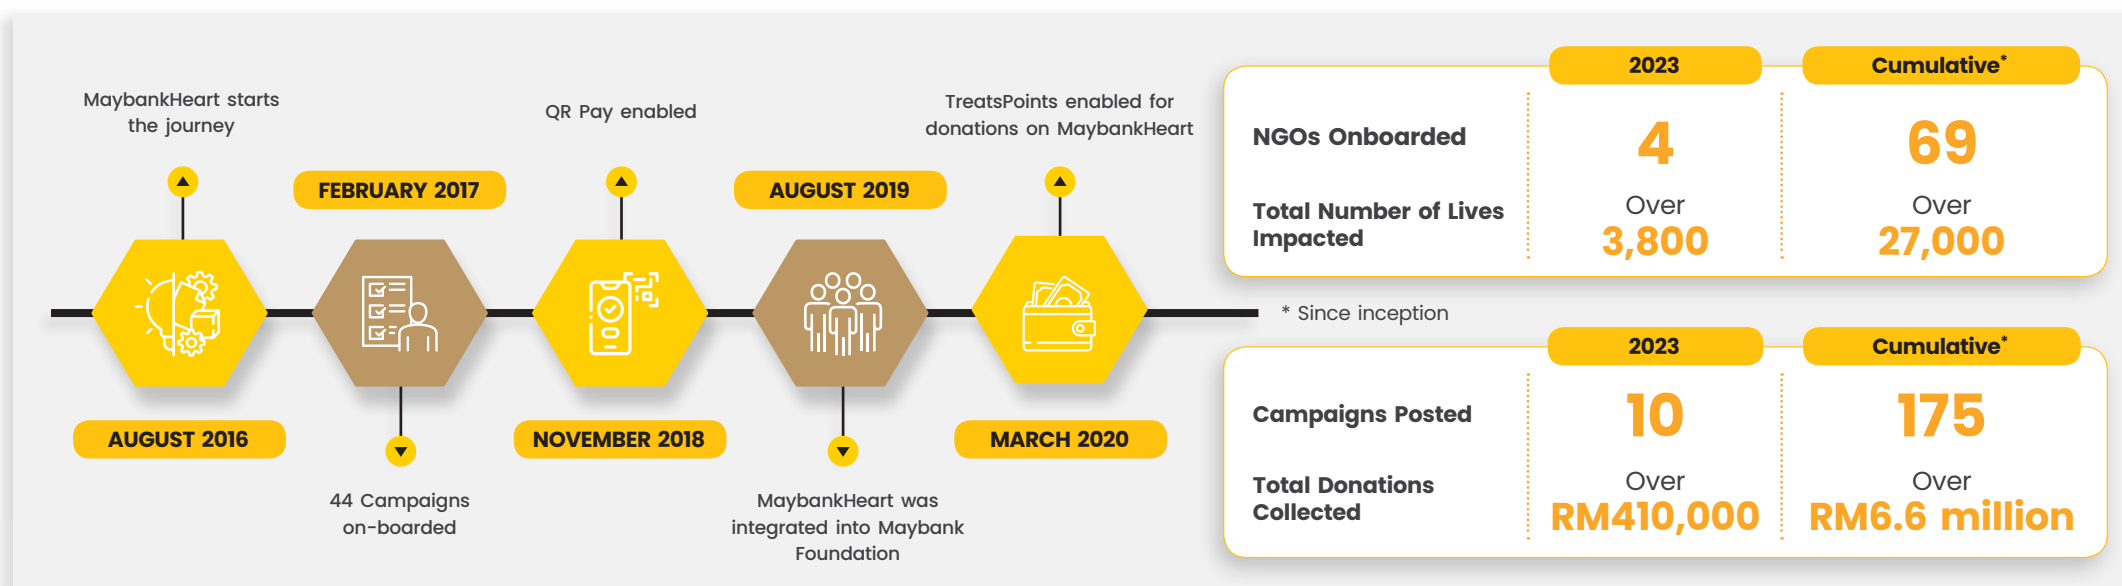 MaybankHeart starts
the journey
AUGUST 2016
FEBRUARY 2017
44 Campaigns
on-boarded
QR Pay enabled
NOVEMBER 2018
AUGUST 2019
MaybankHeart was
integrated into Maybank
Foundation
TreatsPoints enabled for
donations on MaybankHeart
MARCH 2020
2023 Cumulative*
NGOs Onboarded 4 69
Total Number of Lives
Impacted
Over
3,800
Over
27,000
* Since inception
2023 Cumulative*
Campaigns Posted 10 175
Total Donations
Collected
Over
RM410,000
Over
RM6.6 million